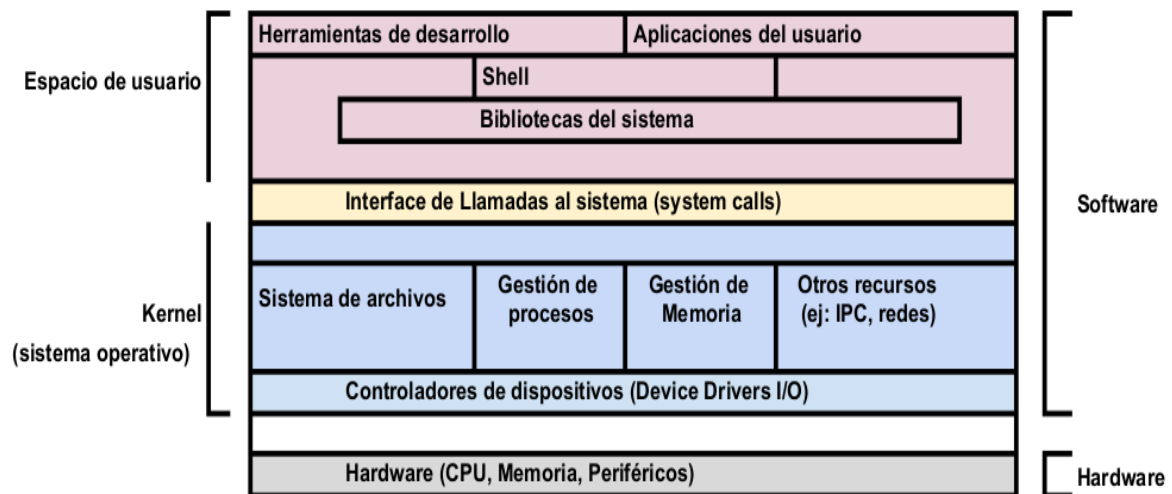 Herramientas de desarrollo
Aplicaciones del usuario
Espacio de usuario
Shell
Bibliotecas del sistema
Interface de Llamadas al sistema (system calls)
Software
Sistema de archivos
Gestión de
procesos
Gestión de
Memoria
Otros recursos
(ej: IPC, redes)
Kernel
(sistema operativo)
Controladores de dispositivos (Device Drivers I/O)
Hardware (CPU, Memoria, Periféricos)
Hardware